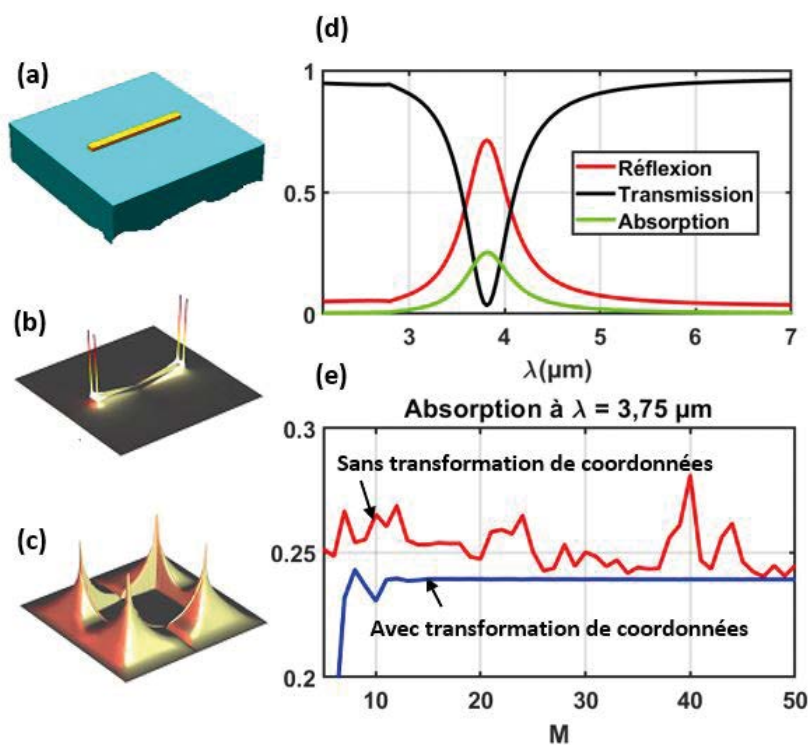 (a)
(b)
(c)
(d)
1
0.5
0
3
4
5
6
7
λ(µm)
Réflexion
Transmission
Absorption
(e)
Absorption à λ = 3,75 µm
0.3
0.25
0.2
Sans transformation de coordonnées
Avec transformation de coordonnées
10
20
30
40
50
M